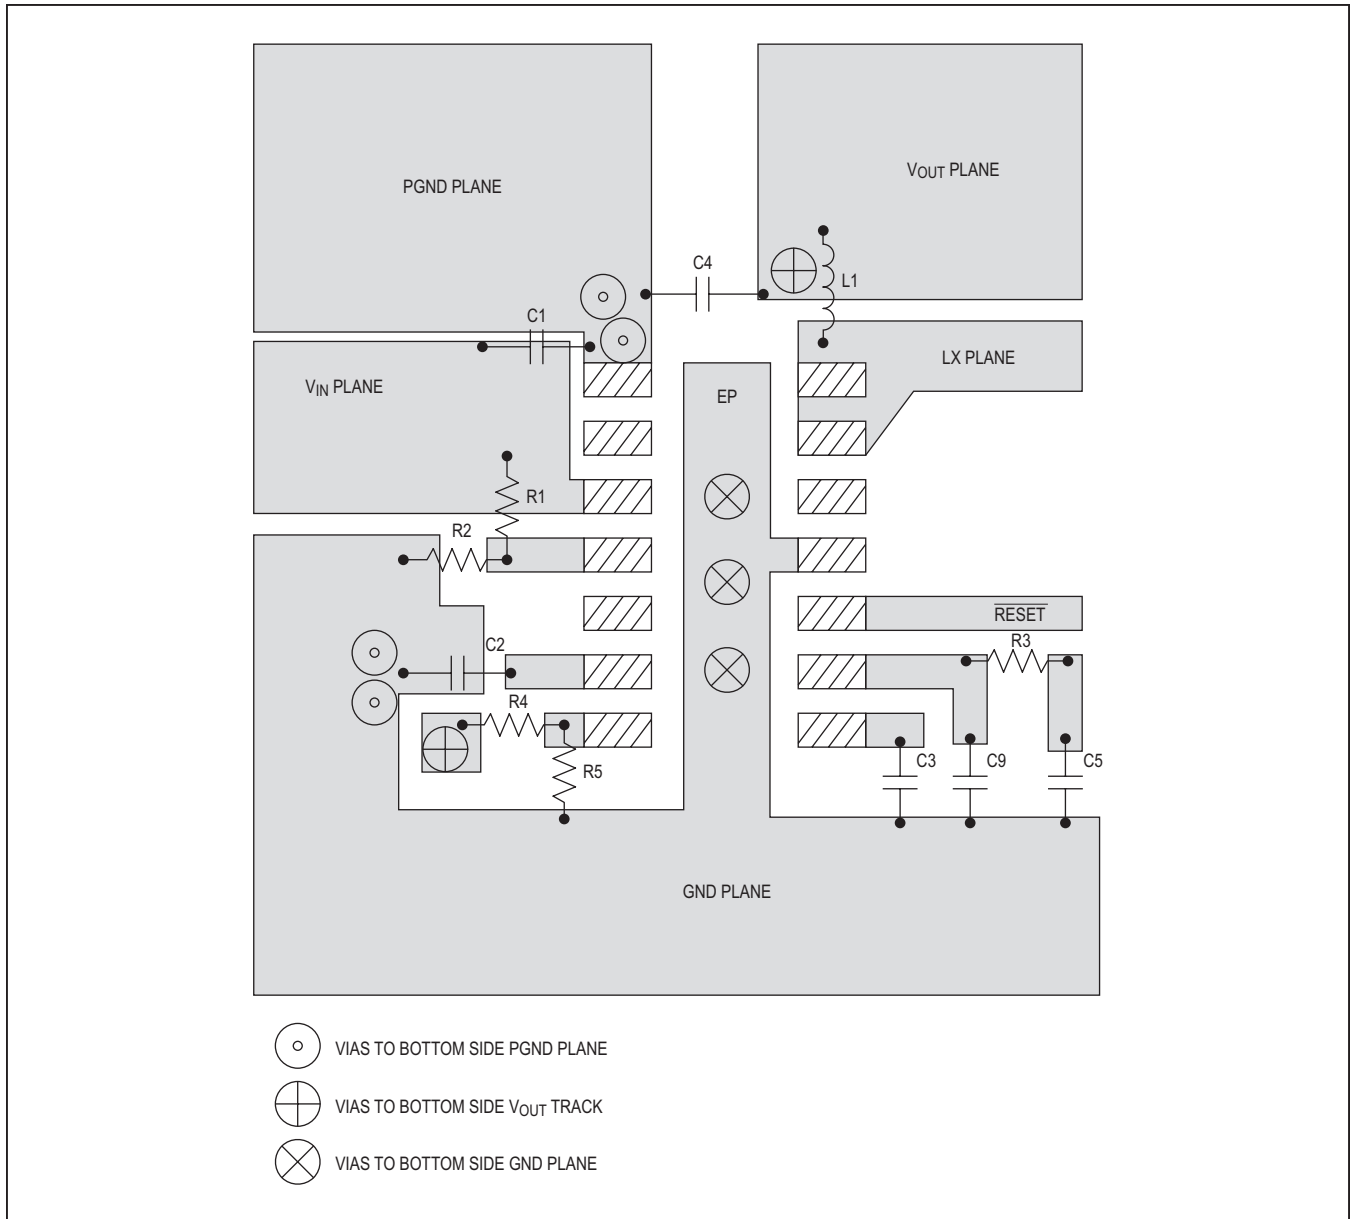 PGND PLANE
VOUT PLANE
C4
L1
C1
LX PLANE
VIN PLANE
EP
R1
R2
RESET
R3
C2
R4
C3
C9
C5
R5
GND PLANE
VIAS TO BOTTOM SIDE PGND PLANE
VIAS TO BOTTOM SIDE VOUT TRACK
VIAS TO BOTTOM SIDE GND PLANE